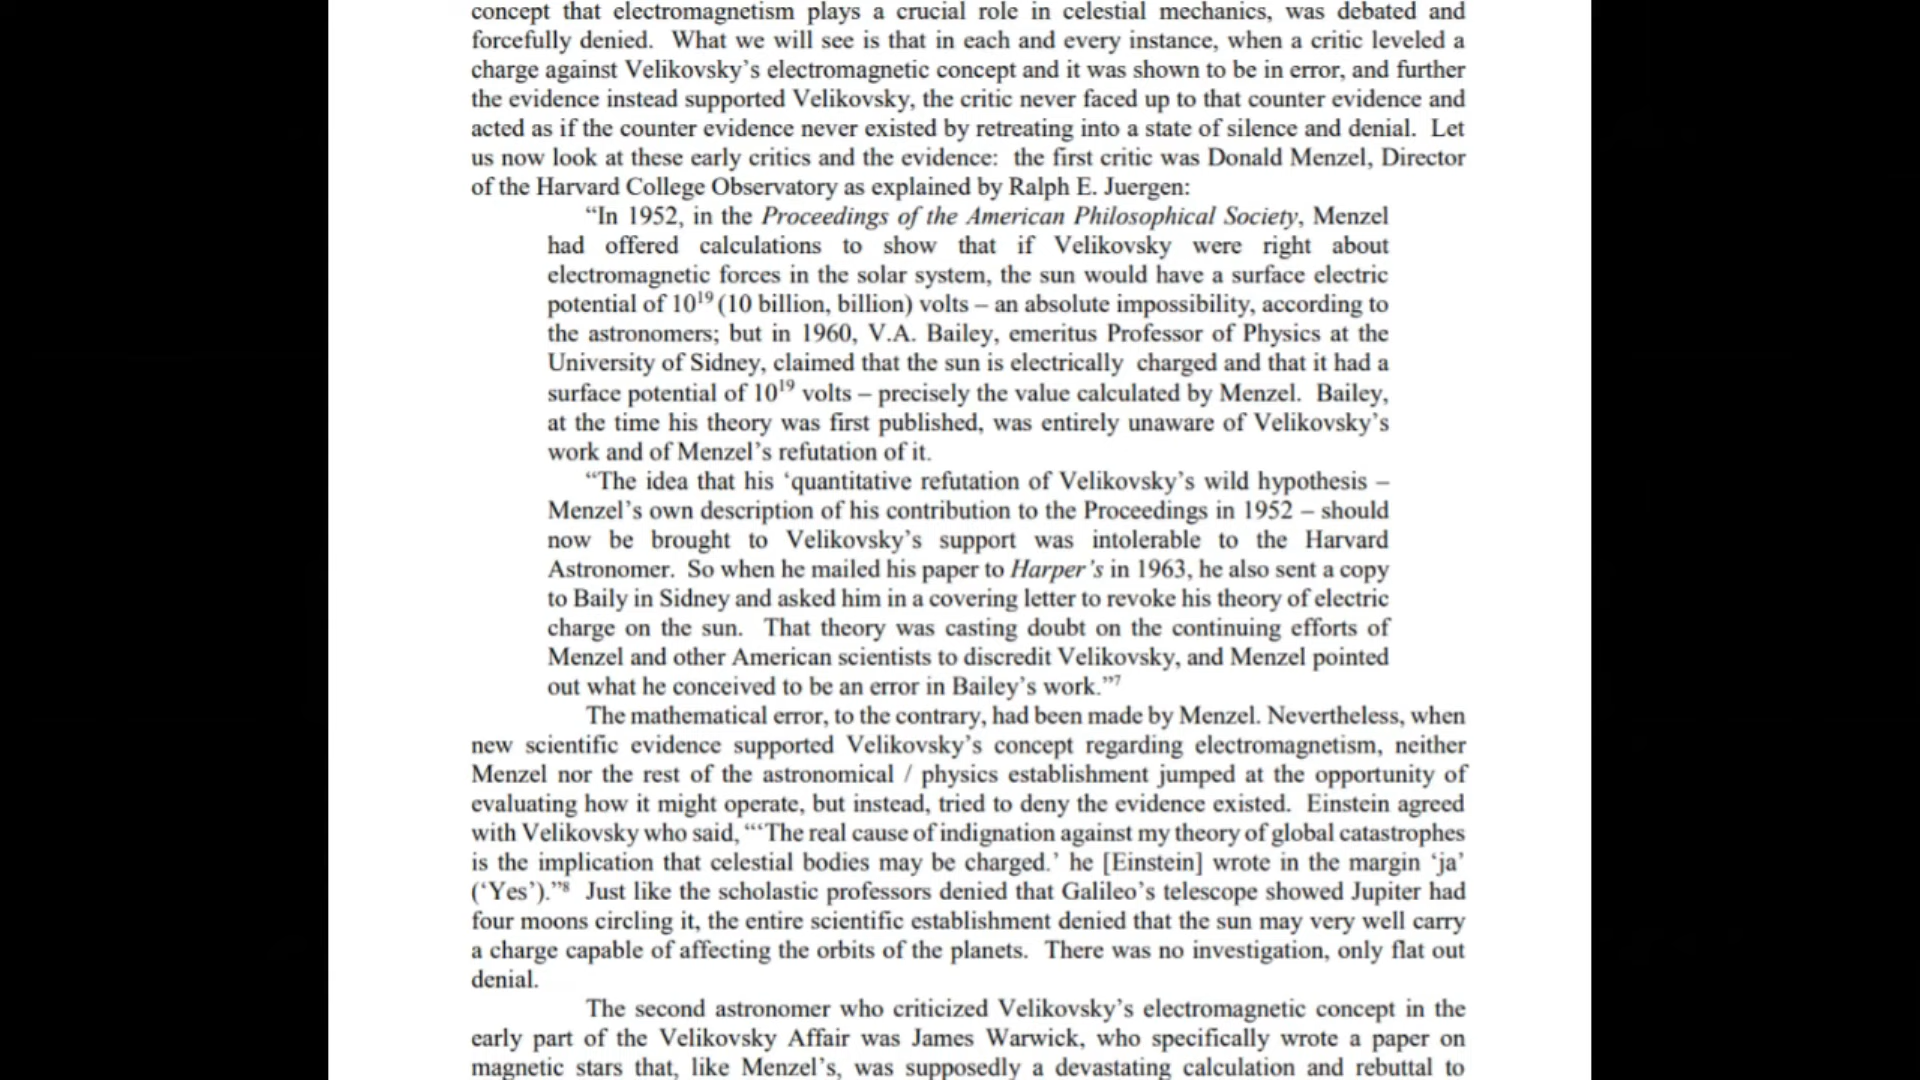 concept that electromagnetism plays a crucial role in celestial mechanics, was debated and
forcefully denied. What we will see is that in each and every instance, when a critic leveled a
charge against Velikovsky’s electromagnetic concept and it was shown to be in error, and further
the evidence instead supported Velikovsky, the critic never faced up to that counter evidence and
acted as if the counter evidence never existed by retreating into a state of silence and denial. Let
us now look at these early critics and the evidence: the first critic was Donald Menzel, Director
of the Harvard College Observatory as explained by Ralph E. Juergen:
“In 1952, in the Proceedings of the American Philosophical Society, Menzel
had offered calculations to show that if Velikovsky were right about
electromagnetic forces in the solar system, the sun would have a surface electric
potential of 10¹⁹ (10 billion, billion) volts – an absolute impossibility, according to
the astronomers; but in 1960, V.A. Bailey, emeritus Professor of Physics at the
University of Sidney, claimed that the sun is electrically charged and that it had a
surface potential of 10¹⁹ volts – precisely the value calculated by Menzel. Bailey,
at the time his theory was first published, was entirely unaware of Velikovsky’s
work and of Menzel’s refutation of it.
“The idea that his ‘quantitative refutation of Velikovsky’s wild hypothesis –
Menzel’s own description of his contribution to the Proceedings in 1952 – should
now be brought to Velikovsky’s support was intolerable to the Harvard
Astronomer. So when he mailed his paper to Harper’s in 1963, he also sent a copy
to Baily in Sidney and asked him in a covering letter to revoke his theory of electric
charge on the sun. That theory was casting doubt on the continuing efforts of
Menzel and other American scientists to discredit Velikovsky, and Menzel pointed
out what he conceived to be an error in Bailey’s work.”⁷
The mathematical error, to the contrary, had been made by Menzel. Nevertheless, when
new scientific evidence supported Velikovsky’s concept regarding electromagnetism, neither
Menzel nor the rest of the astronomical / physics establishment jumped at the opportunity of
evaluating how it might operate, but instead, tried to deny the evidence existed. Einstein agreed
with Velikovsky who said, “‘The real cause of indignation against my theory of global catastrophes
is the implication that celestial bodies may be charged.’ he [Einstein] wrote in the margin ‘ja’
(‘Yes’).”⁸ Just like the scholastic professors denied that Galileo’s telescope showed Jupiter had
four moons circling it, the entire scientific establishment denied that the sun may very well carry
a charge capable of affecting the orbits of the planets. There was no investigation, only flat out
denial.
The second astronomer who criticized Velikovsky’s electromagnetic concept in the
early part of the Velikovsky Affair was James Warwick, who specifically wrote a paper on
magnetic stars that, like Menzel’s, was supposedly a devastating calculation and rebuttal to